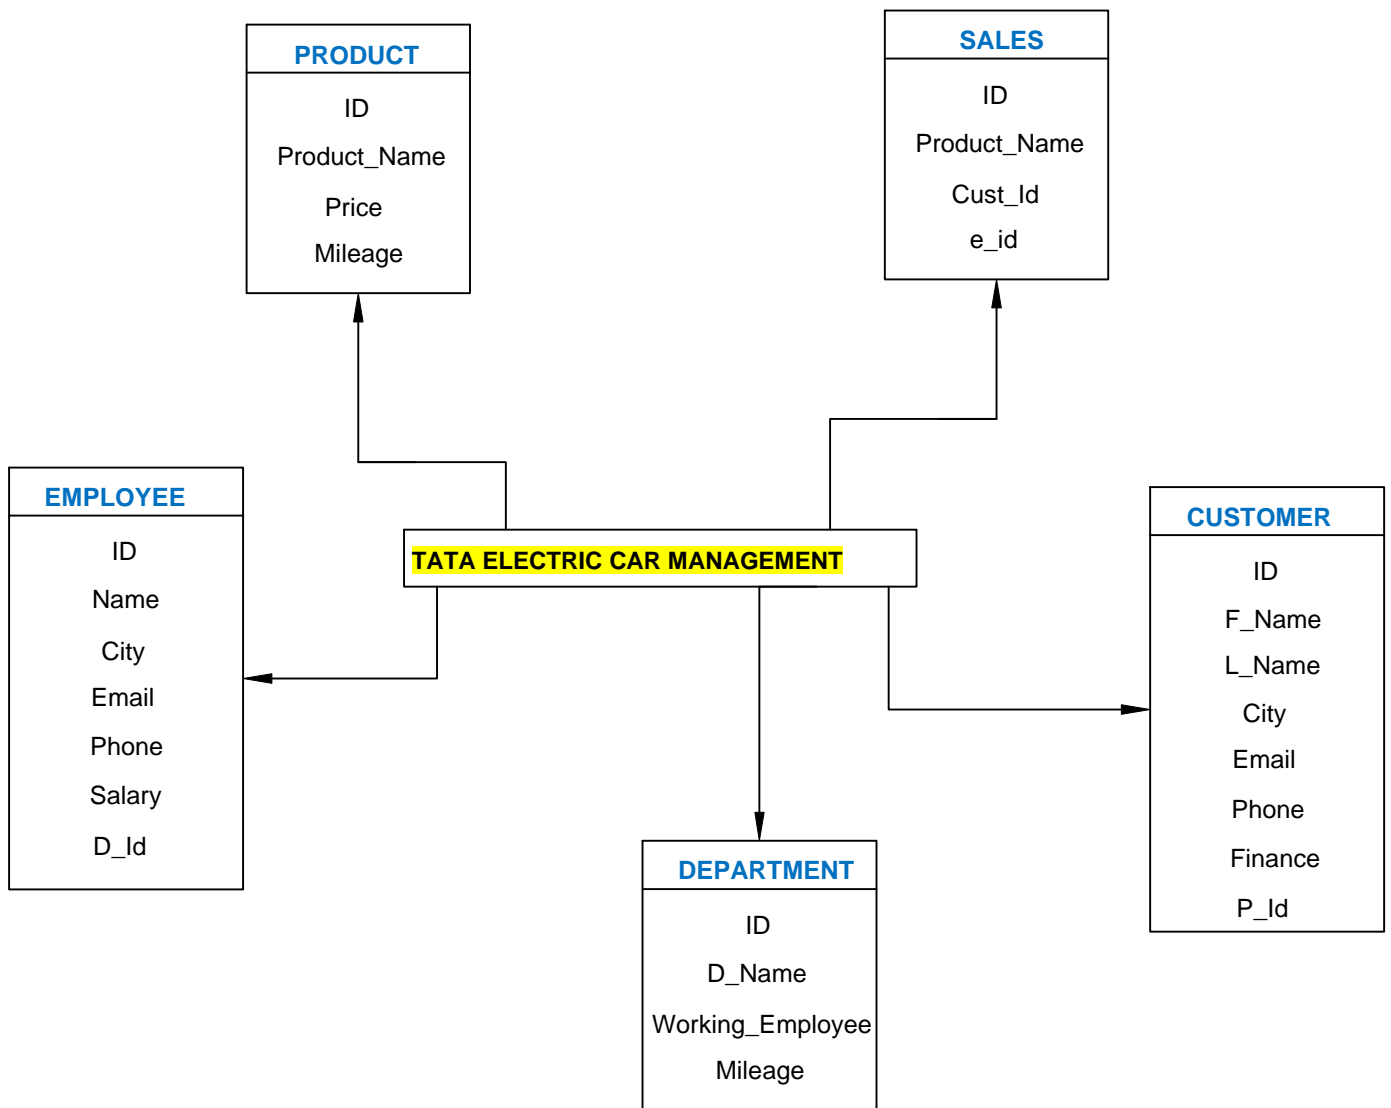 PRODUCT
ID
Product_Name
Price
Mileage
SALES
ID
Product_Name
Cust_Id
e_id
EMPLOYEE
ID
Name
City
Email
Phone
Salary
D_Id
TATA ELECTRIC CAR MANAGEMENT
CUSTOMER
ID
F_Name
L_Name
City
Email
Phone
Finance
P_Id
DEPARTMENT
ID
D_Name
Working_Employee
Mileage